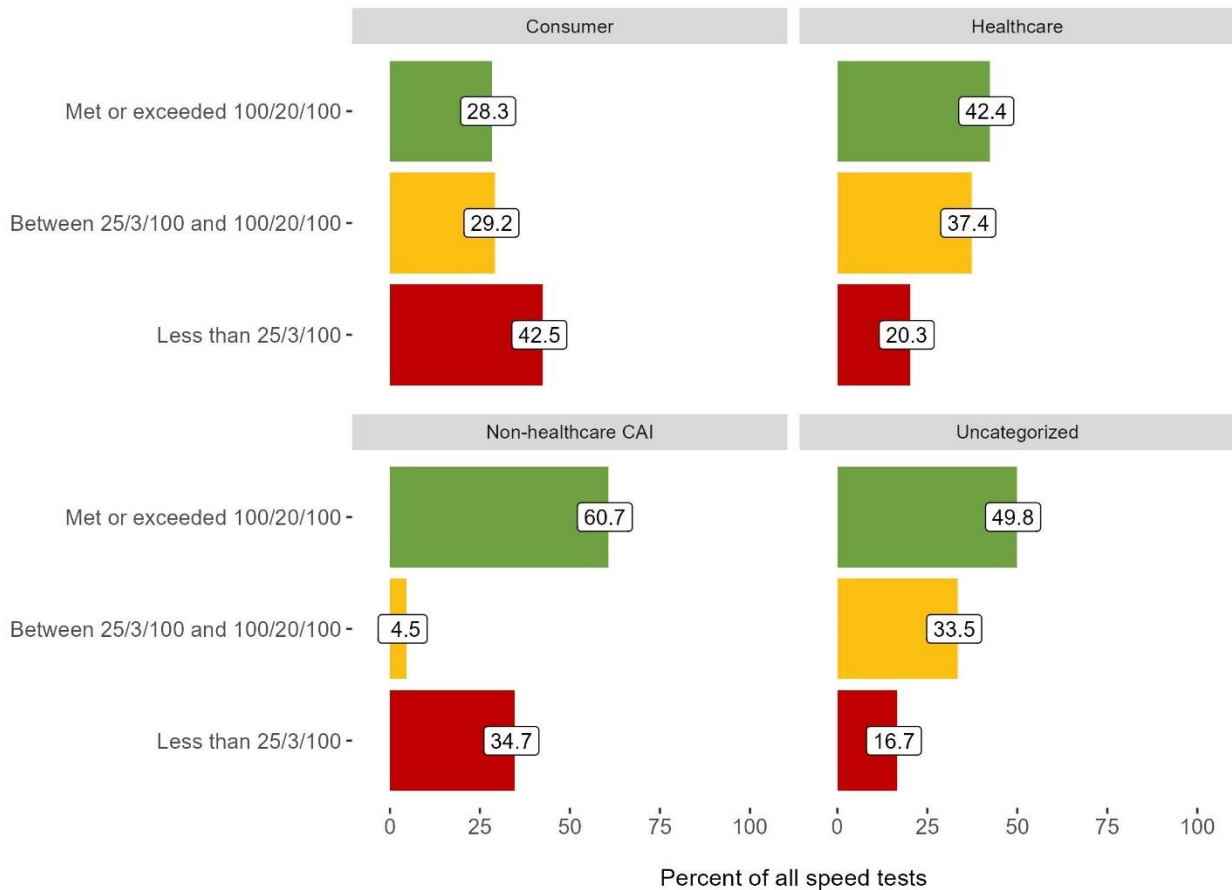 Consumer
Healthcare
Met or exceeded 100/20/100
28.3
42.4
Between 25/3/100 and 100/20/100
29.2
37.4
Less than 25/3/100
42.5
20.3
Non-healthcare CAI
Uncategorized
Met or exceeded 100/20/100
60.7
49.8
Between 25/3/100 and 100/20/100
4.5
33.5
Less than 25/3/100
34.7
16.7
0 25 50 75 100
0 25 50 75 100
Percent of all speed tests